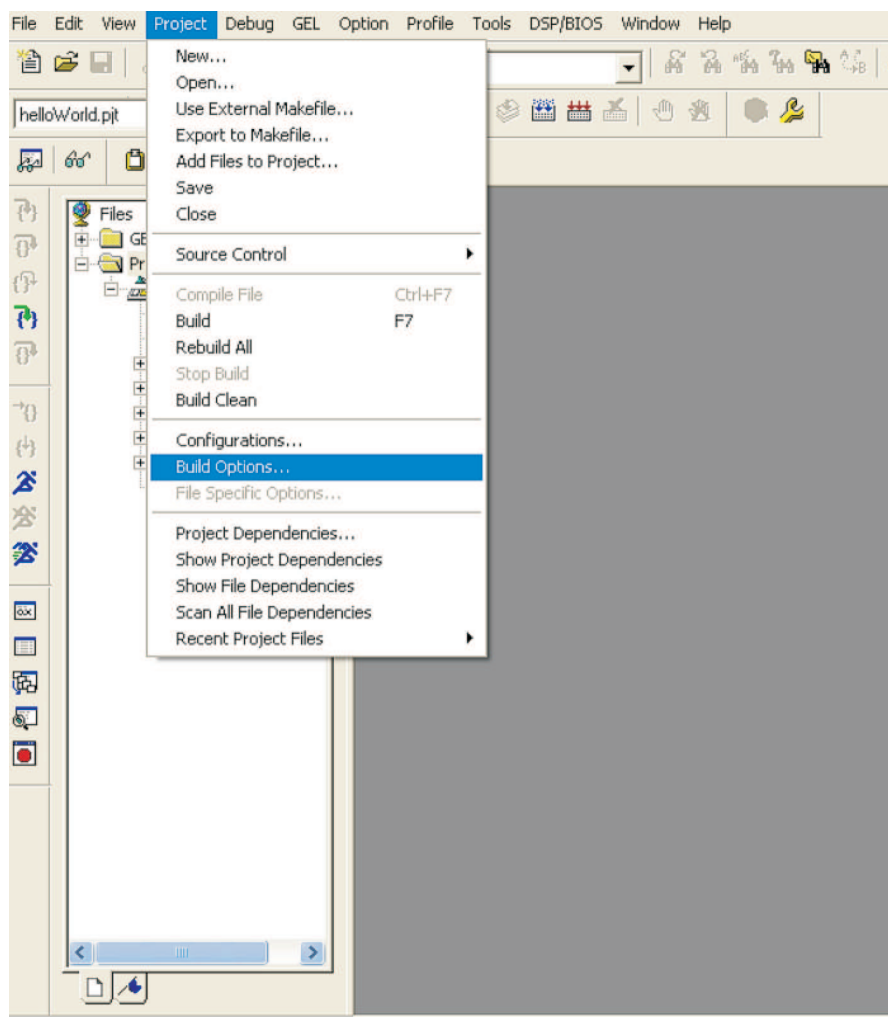 File Edit View Project Debug GEL Option Profile Tools DSP/BIOS Window Help
helloWorld.pjt
New...
Open...
Use External Makefile...
Export to Makefile...
Add Files to Project...
Save
Close
Source Control
Compile File Ctrl+F7
Build F7
Rebuild All
Stop Build
Build Clean
Configurations...
Build Options...
File Specific Options...
Project Dependencies...
Show Project Dependencies
Show File Dependencies
Scan All File Dependencies
Recent Project Files
Files
GE
Pr